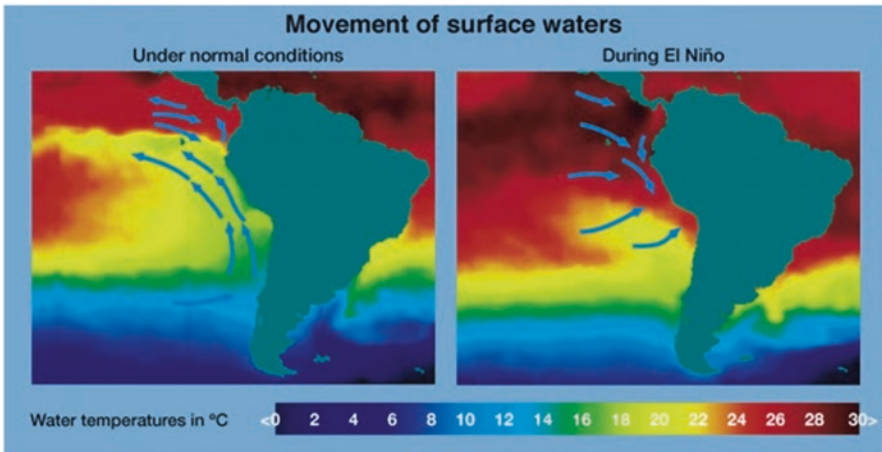 Movement of surface waters
Under normal conditions
During El Niño
Water temperatures in ºC <0 2 4 6 8 10 12 14 16 18 20 22 24 26 28 30>